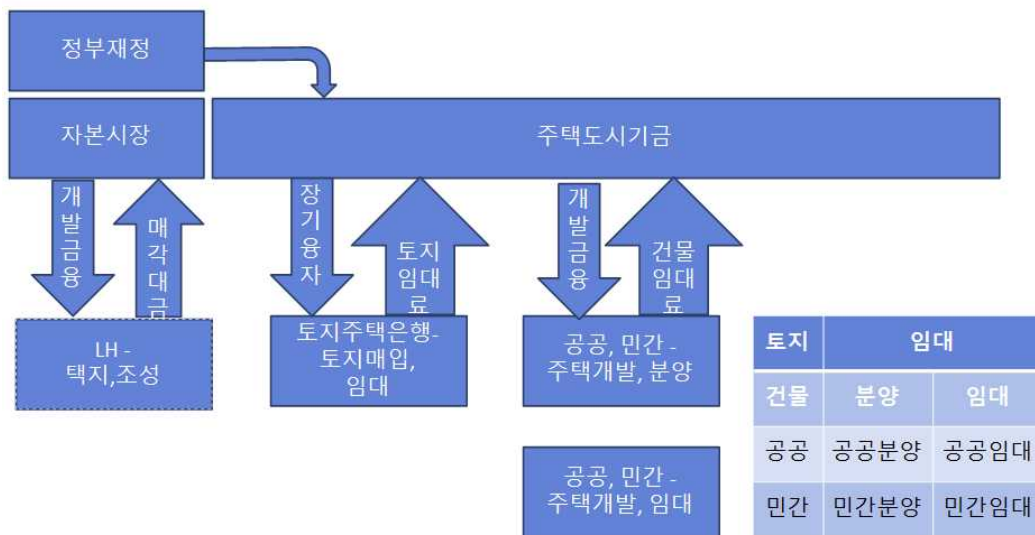 정부재정
자본시장
주택도시기금
개발금융
매각대금
장기융자
토지
임대
료
개발금융
건물
임대
료
LH -
택지,조성
토지주택은행-
토지매입,
임대
공공, 민간 -
주택개발, 분양
공공, 민간 -
주택개발, 임대
토지 임대
건물 분양 임대
공공 공공분양 공공임대
민간 민간분양 민간임대